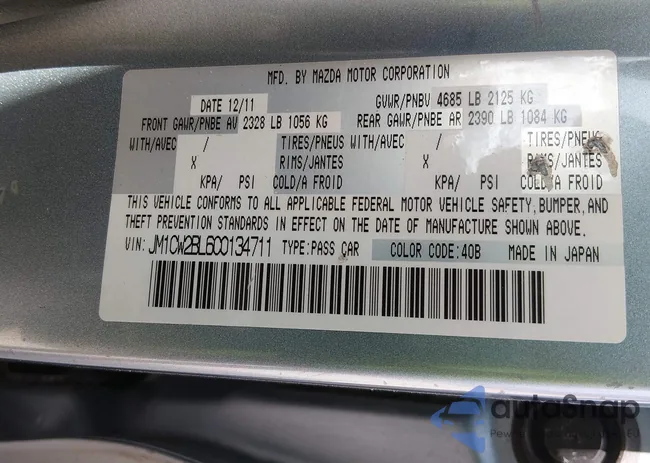 MFD. BY MAZDA MOTOR CORPORATION
DATE 12/11 GVWR/PNBV 4685 LB 2125 KG
FRONT GAWR/PNBE AV 2328 LB 1056 KG REAR GAWR/PNBE AR 2390 LB 1084 KG
WITH/AVEC / TIRES/PNEUS WITH/AVEC / TIRES/PNEUS
X RIMS/JANTES X RIMS/JANTES
KPA/ PSI COLD/A FROID KPA/ PSI COLD/A FROID
THIS VEHICLE CONFORMS TO ALL APPLICABLE FEDERAL MOTOR VEHICLE SAFETY, BUMPER, AND
THEFT PREVENTION STANDARDS IN EFFECT ON THE DATE OF MANUFACTURE SHOWN ABOVE.
VIN: JM1CW2BL6C0134711 TYPE:PASS CAR COLOR CODE:40B MADE IN JAPAN
autoSnap